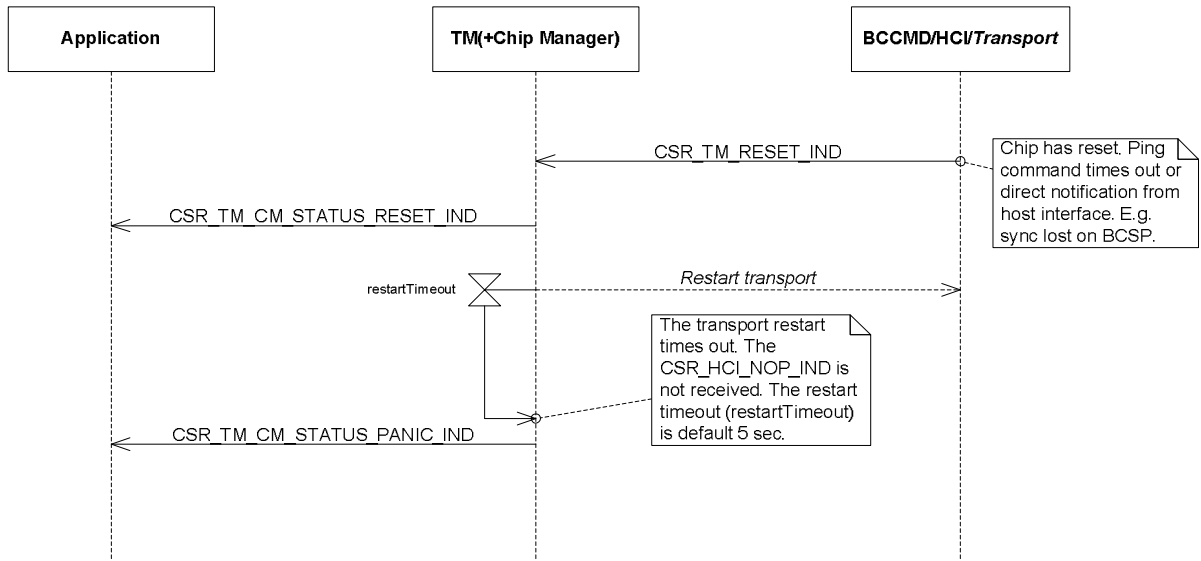 Application
TM(+Chip Manager)
BCCMD/HCI/Transport
CSR_TM_RESET_IND
Chip has reset. Ping
command times out or
direct notification from
host interface. E.g.
sync lost on BCSP.
CSR_TM_CM_STATUS_RESET_IND
restartTimeout
Restart transport
The transport restart
times out. The
CSR_HCI_NOP_IND is
not received. The restart
timeout (restartTimeout)
is default 5 sec.
CSR_TM_CM_STATUS_PANIC_IND